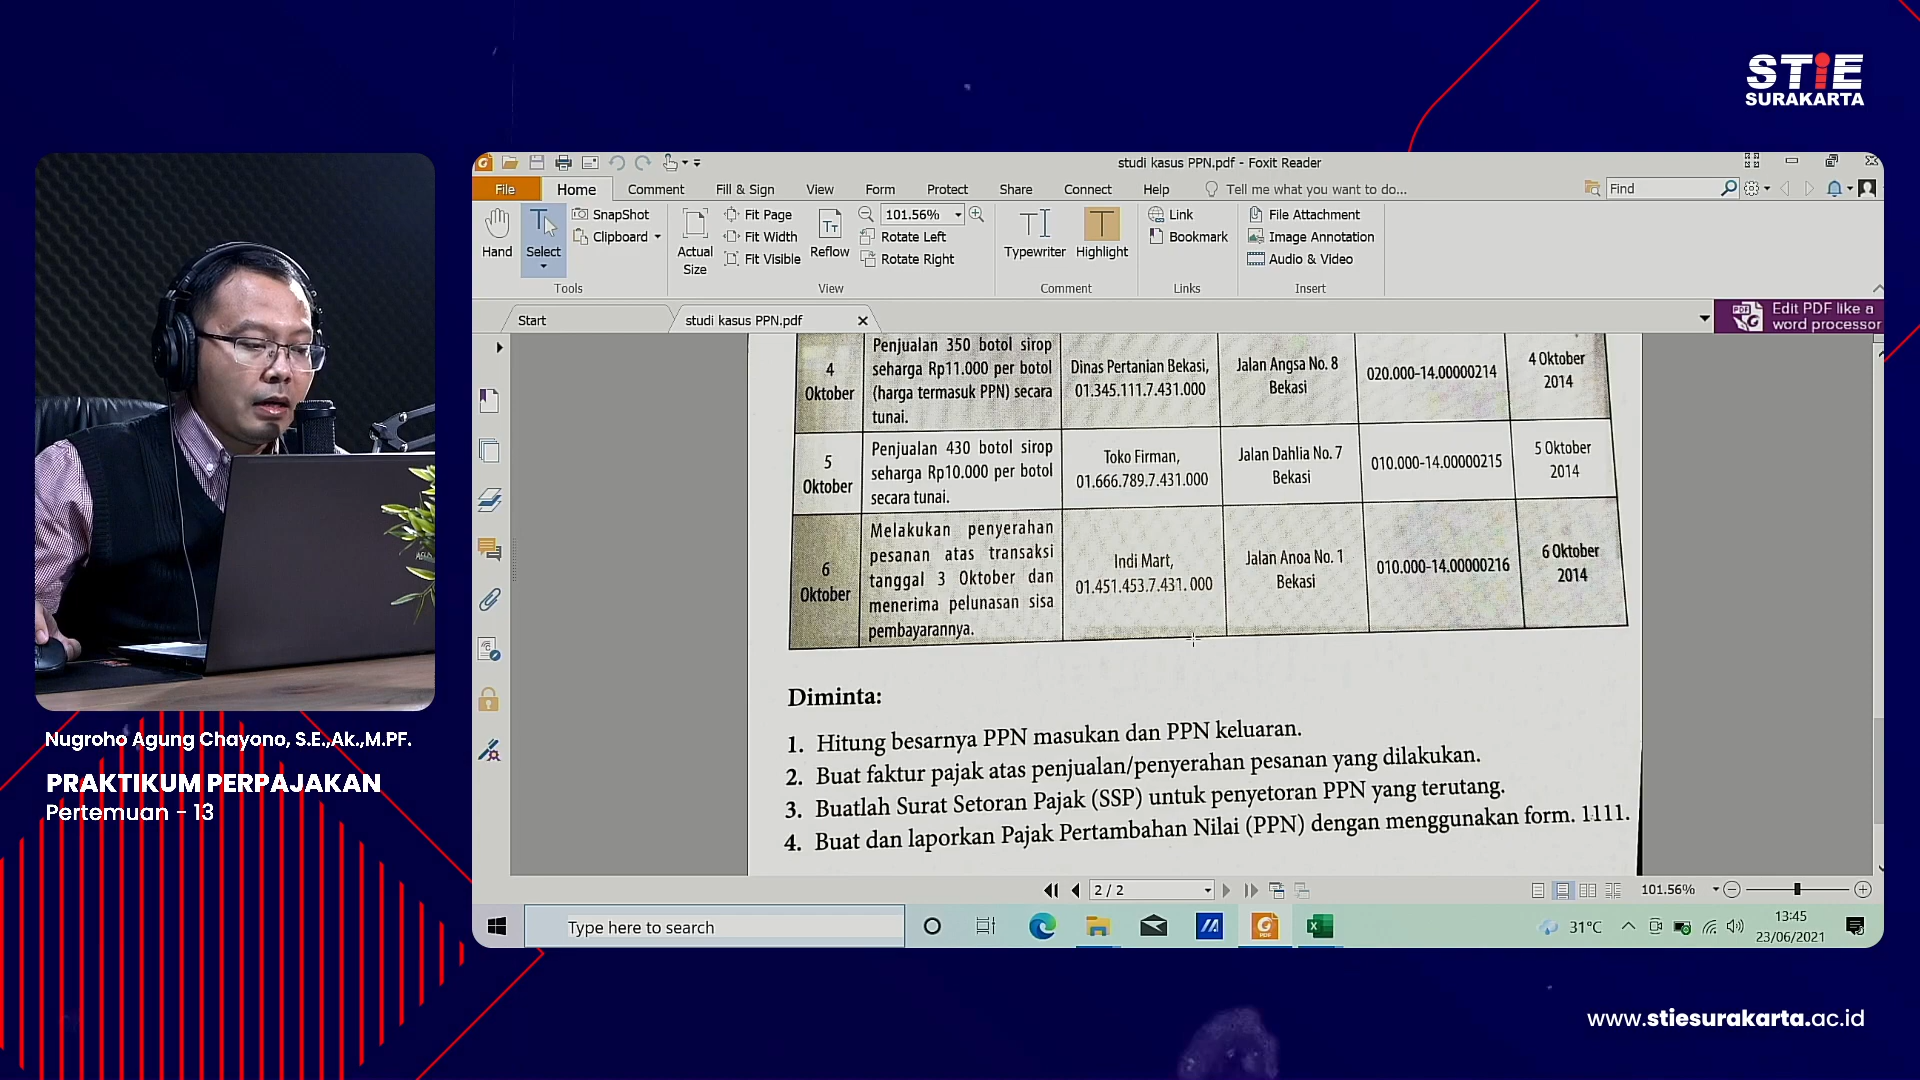 STiE
SURAKARTA
studi kasus PPN.pdf - Foxit Reader
File
Home
Comment
Fill & Sign
View
Form
Protect
Share
Connect
Help
Tell me what you want to do...
Find
SnapShot
Clipboard
Hand
Select
Tools
Actual
Size
Fit Page
Fit Width
Fit Visible
Reflow
101.56%
Rotate Left
Rotate Right
View
Typewriter
Highlight
Comment
Link
Bookmark
Links
File Attachment
Image Annotation
Audio & Video
Insert
Start
studi kasus PPN.pdf
Edit PDF like a
word processor
4
Oktober
Penjualan 350 botol sirop
seharga Rp11.000 per botol
(harga termasuk PPN) secara
tunai.
Dinas Pertanian Bekasi,
01.345.111.7.431.000
Jalan Angsa No. 8
Bekasi
020.000-14.00000214
4 Oktober
2014
5
Oktober
Penjualan 430 botol sirop
seharga Rp10.000 per botol
secara tunai.
Toko Firman,
01.666.789.7.431.000
Jalan Dahlia No. 7
Bekasi
010.000-14.00000215
5 Oktober
2014
6
Oktober
Melakukan penyerahan
pesanan atas transaksi
tanggal 3 Oktober dan
menerima pelunasan sisa
pembayarannya.
Indi Mart,
01.451.453.7.431.000
Jalan Anoa No. 1
Bekasi
010.000-14.00000216
6 Oktober
2014
Diminta:
1. Hitung besarnya PPN masukan dan PPN keluaran.
2. Buat faktur pajak atas penjualan/penyerahan pesanan yang dilakukan.
3. Buatlah Surat Setoran Pajak (SSP) untuk penyetoran PPN yang terutang.
4. Buat dan laporkan Pajak Pertambahan Nilai (PPN) dengan menggunakan form. 1111.
2 / 2
101.56%
Type here to search
31°C
13:45
23/06/2021
Nugroho Agung Chayono, S.E.,Ak.,M.PF.
PRAKTIKUM PERPAJAKAN
Pertemuan - 13
www.stiesurakarta.ac.id